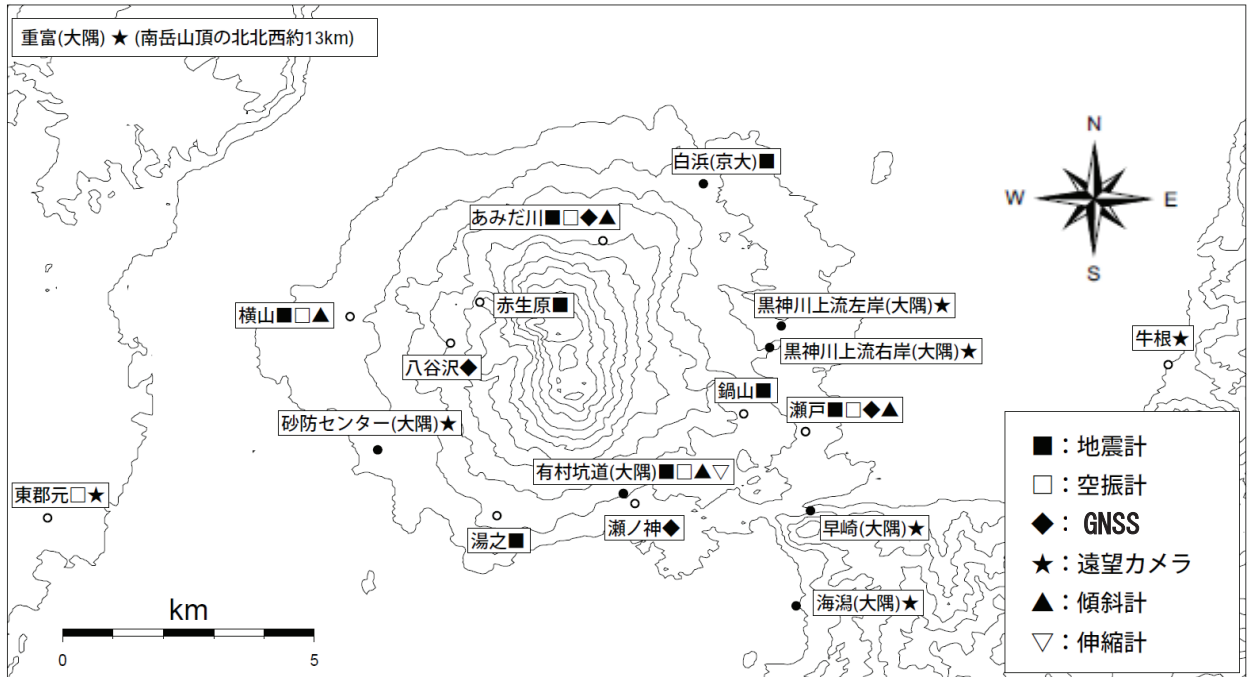 重富(大隅) ★ (南岳山頂の北北西約13km)
N
W
E
S
白浜(京大)■
あみだ川■□◆▲
赤生原■
横山■□▲
黒神川上流左岸(大隅)★
黒神川上流右岸(大隅)★
牛根★
八谷沢◆
鍋山■
瀬戸■□◆▲
砂防センター(大隅)★
有村坑道(大隅)■□▲▽
東郡元□★
瀬ノ神◆
早崎(大隅)★
湯之■
海潟(大隅)★
km
0
5
■：地震計
□：空振計
◆：GNSS
★：遠望カメラ
▲：傾斜計
▽：伸縮計